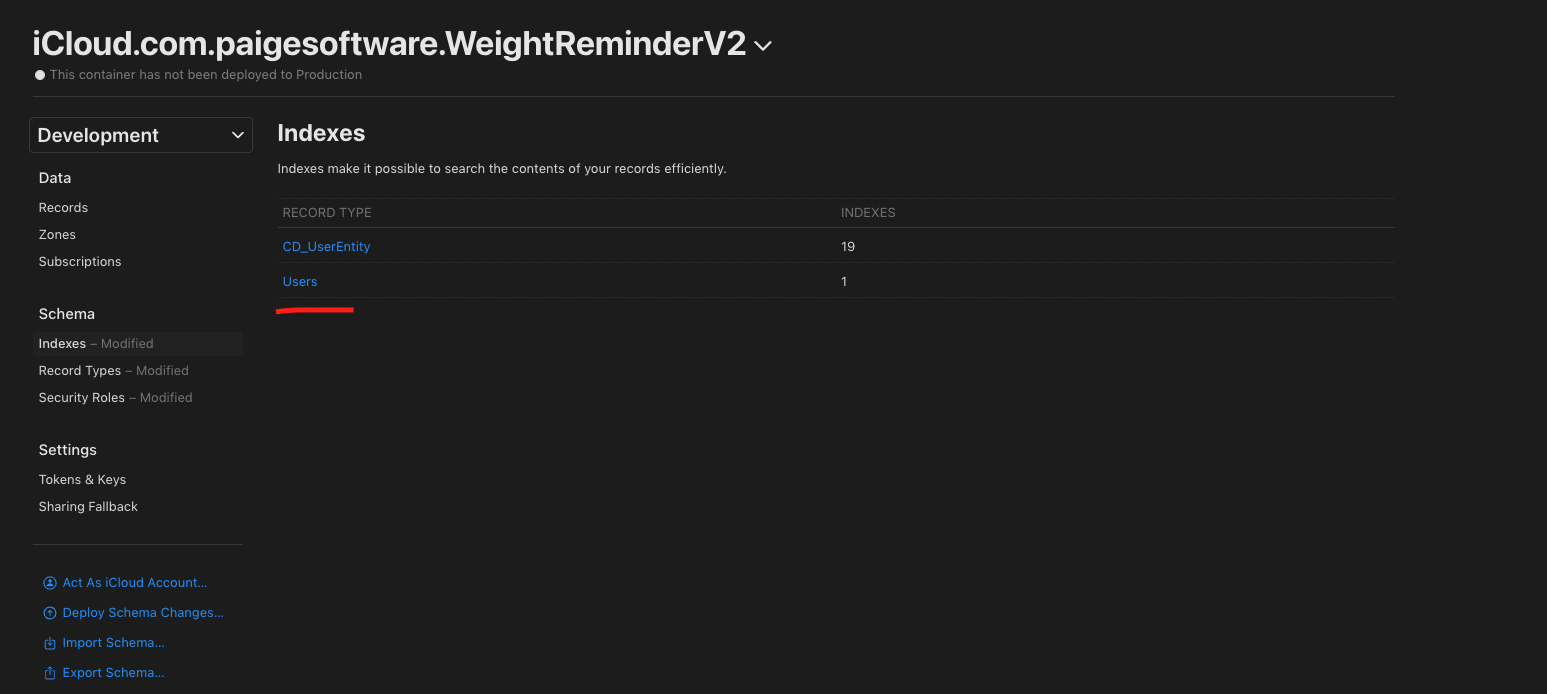 iCloud.com.paigesoftware.WeightReminderV2
This container has not been deployed to Production
Development
Data
Records
Zones
Subscriptions
Schema
Indexes – Modified
Record Types – Modified
Security Roles – Modified
Settings
Tokens & Keys
Sharing Fallback
Act As iCloud Account...
Deploy Schema Changes...
Import Schema...
Export Schema...
Indexes
Indexes make it possible to search the contents of your records efficiently.
RECORD TYPE INDEXES
CD_UserEntity 19
Users 1